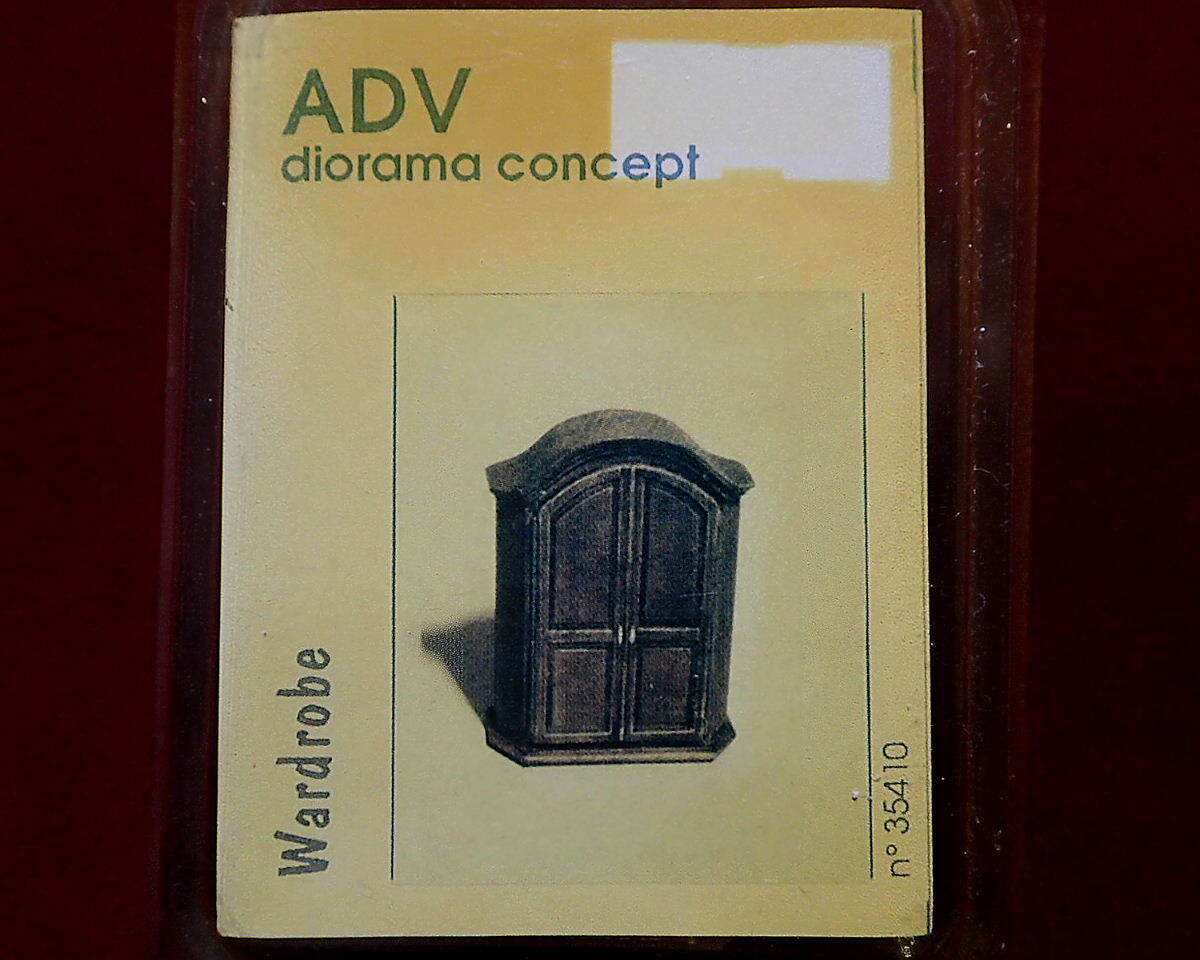 ADV
diorama concept
Wardrobe
n° 35410